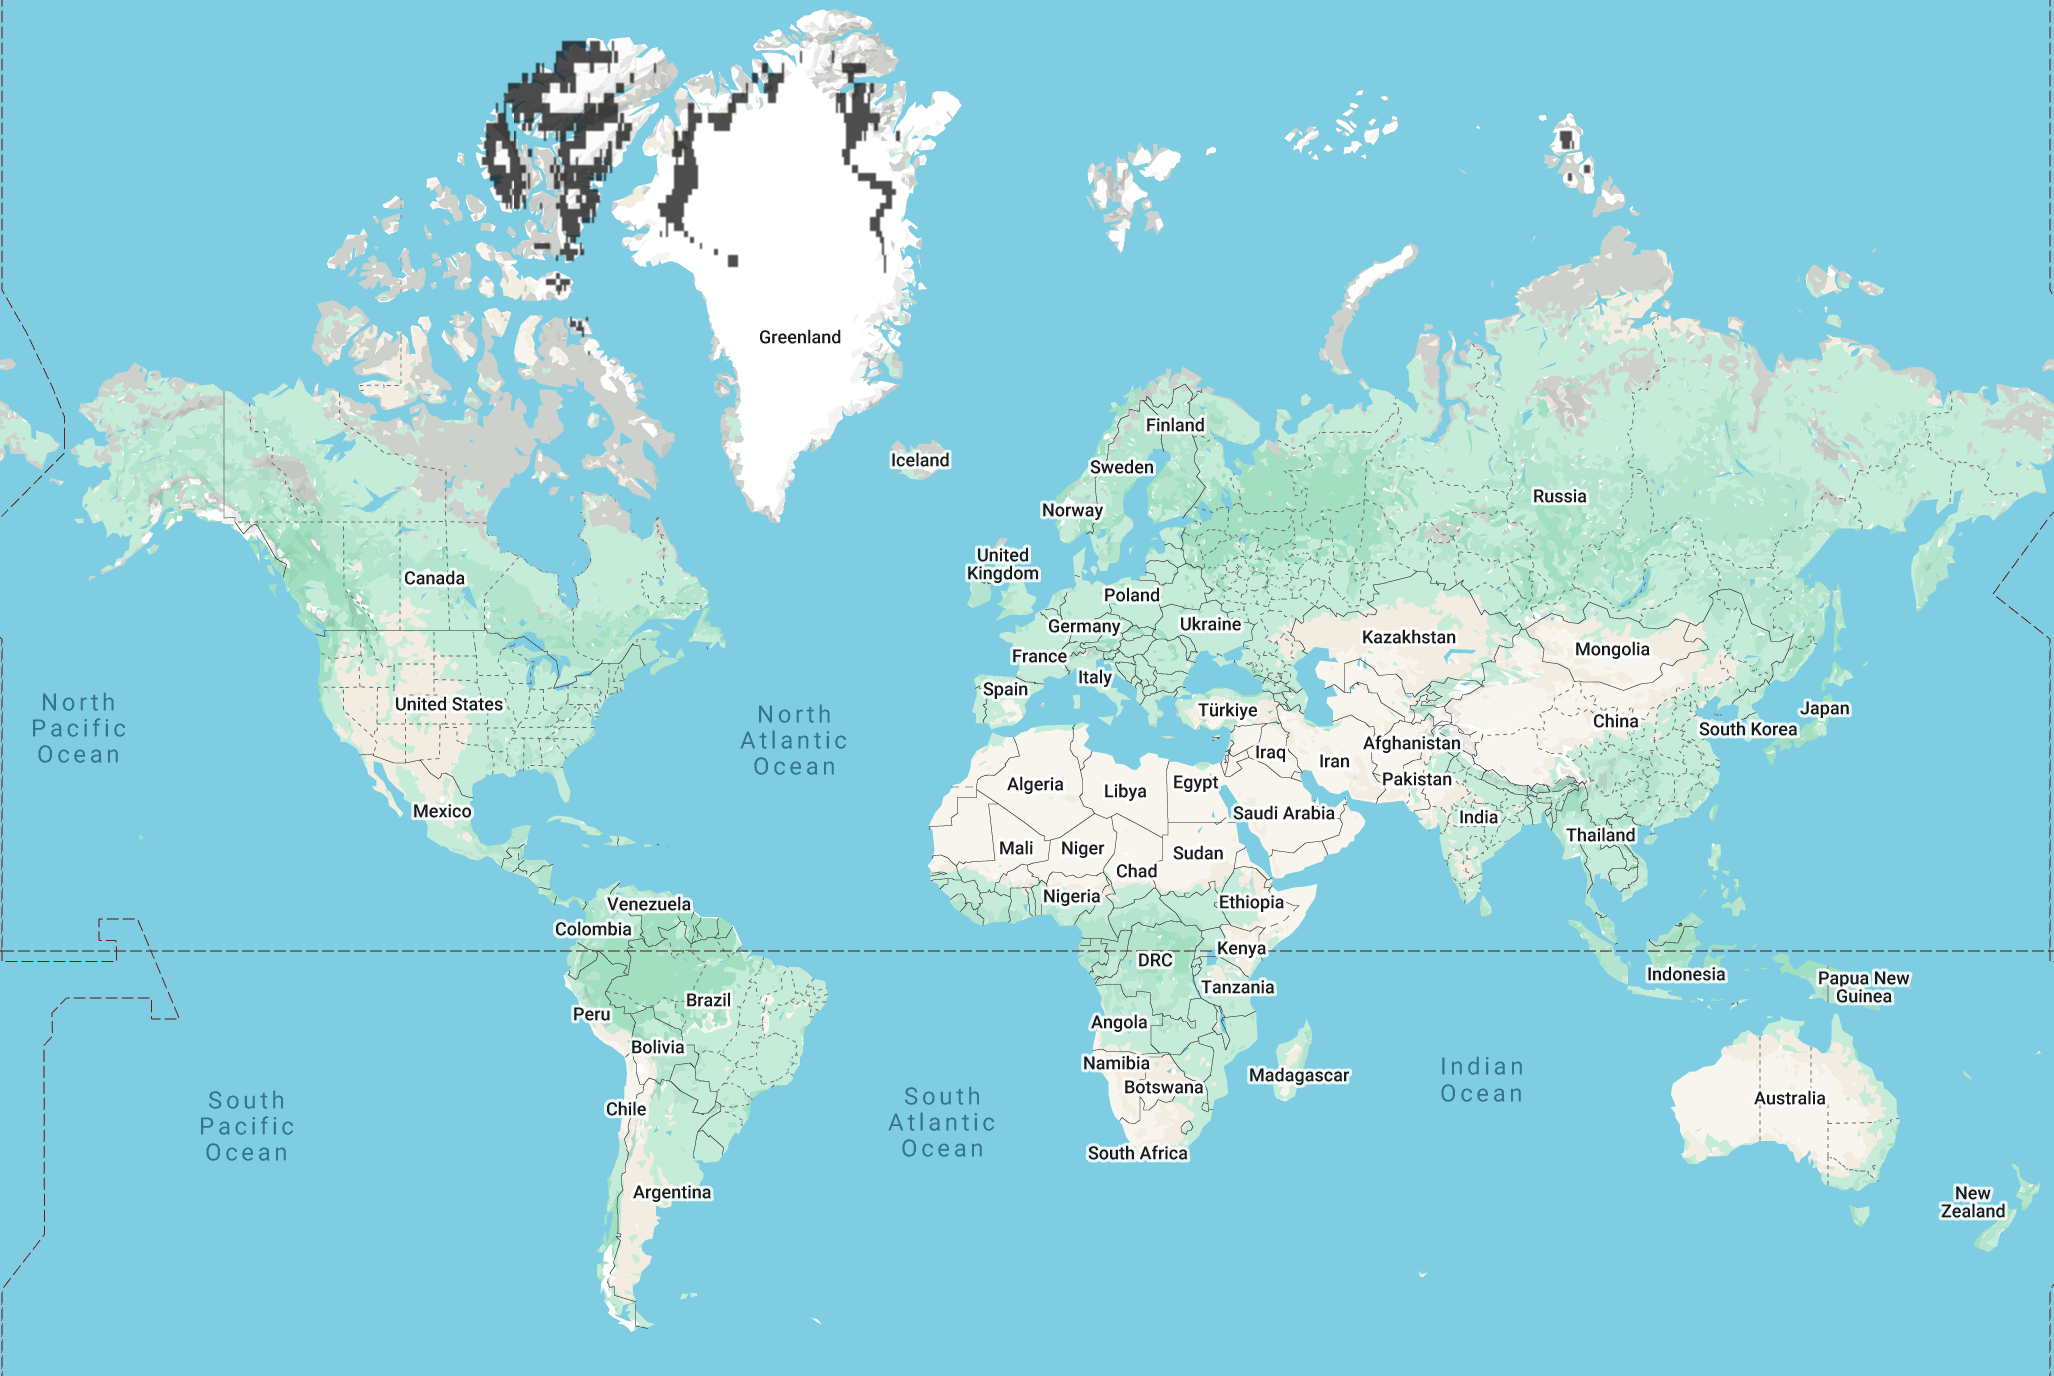 Greenland
Iceland
Finland
Sweden
Norway
Russia
United
Kingdom
Canada
Poland
Germany
Ukraine
Kazakhstan
Mongolia
France
Italy
Spain
United States
Türkiye
China
Japan
South Korea
North
Pacific
Ocean
North
Atlantic
Ocean
Iraq
Iran
Afghanistan
Pakistan
Algeria
Libya
Egypt
Saudi Arabia
India
Thailand
Mexico
Mali
Niger
Chad
Sudan
Nigeria
Ethiopia
Venezuela
Colombia
Kenya
DRC
Tanzania
Indonesia
Papua New
Guinea
Brazil
Peru
Bolivia
Angola
Namibia
Botswana
Madagascar
Indian
Ocean
Australia
Chile
South
Pacific
Ocean
South
Atlantic
Ocean
South Africa
Argentina
New
Zealand